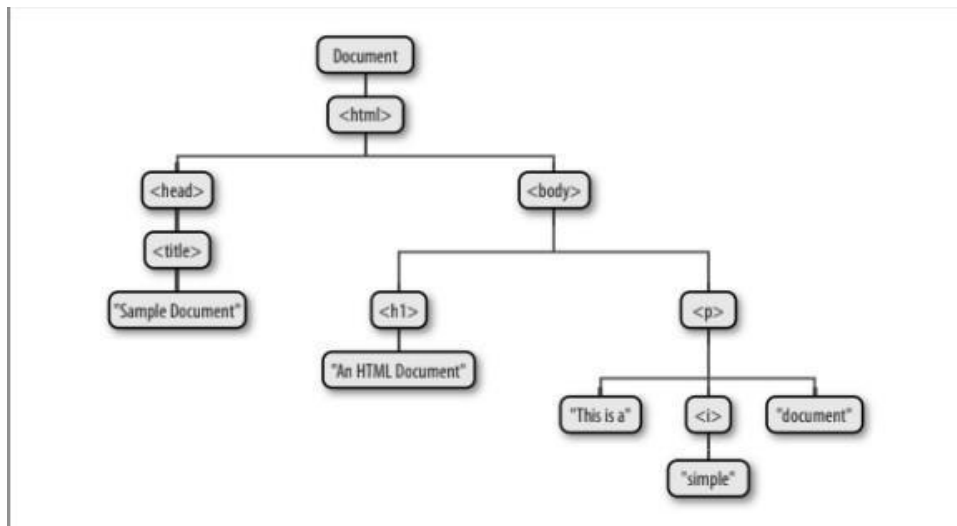 Document
<html>
<head>
<body>
<title>
"Sample Document"
<h1>
<p>
"An HTML Document"
"This is a"
<i>
"document"
"simple"